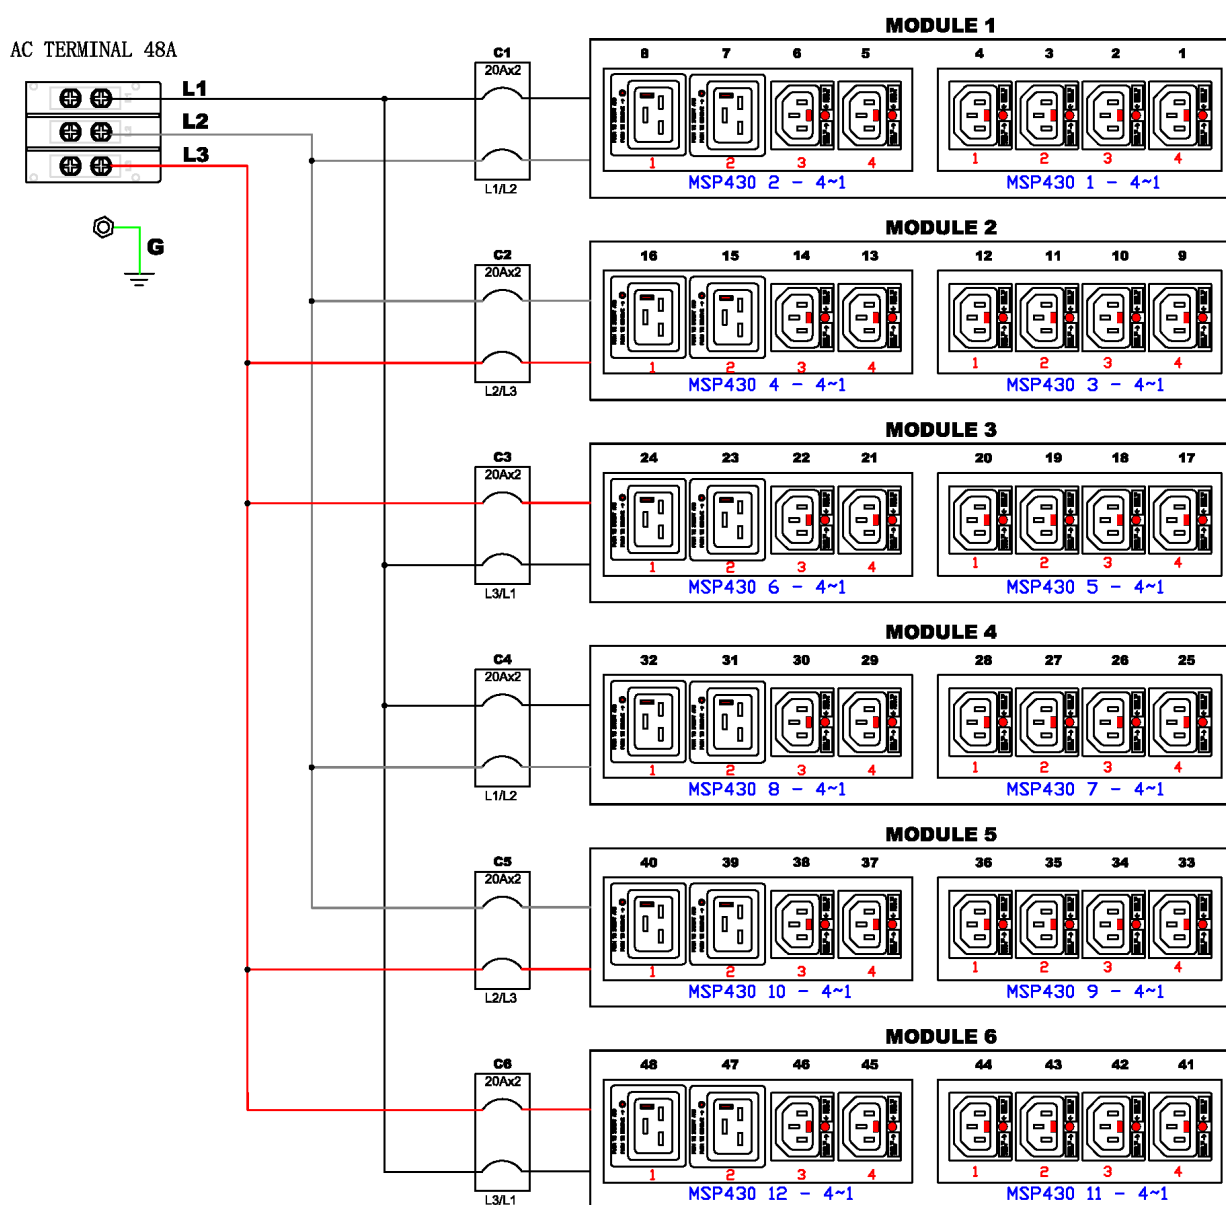 AC TERMINAL 48A
L1
L2
L3
G
MODULE 1
C1
20Ax2
L1/L2
8 7 6 5 4 3 2 1
1 2 3 4 1 2 3 4
MSP430 2 - 4~1 MSP430 1 - 4~1
MODULE 2
C2
20Ax2
L2/L3
16 15 14 13 12 11 10 9
1 2 3 4 1 2 3 4
MSP430 4 - 4~1 MSP430 3 - 4~1
MODULE 3
C3
20Ax2
L3/L1
24 23 22 21 20 19 18 17
1 2 3 4 1 2 3 4
MSP430 6 - 4~1 MSP430 5 - 4~1
MODULE 4
C4
20Ax2
L1/L2
32 31 30 29 28 27 26 25
1 2 3 4 1 2 3 4
MSP430 8 - 4~1 MSP430 7 - 4~1
MODULE 5
C5
20Ax2
L2/L3
40 39 38 37 36 35 34 33
1 2 3 4 1 2 3 4
MSP430 10 - 4~1 MSP430 9 - 4~1
MODULE 6
C6
20Ax2
L3/L1
48 47 46 45 44 43 42 41
1 2 3 4 1 2 3 4
MSP430 12 - 4~1 MSP430 11 - 4~1